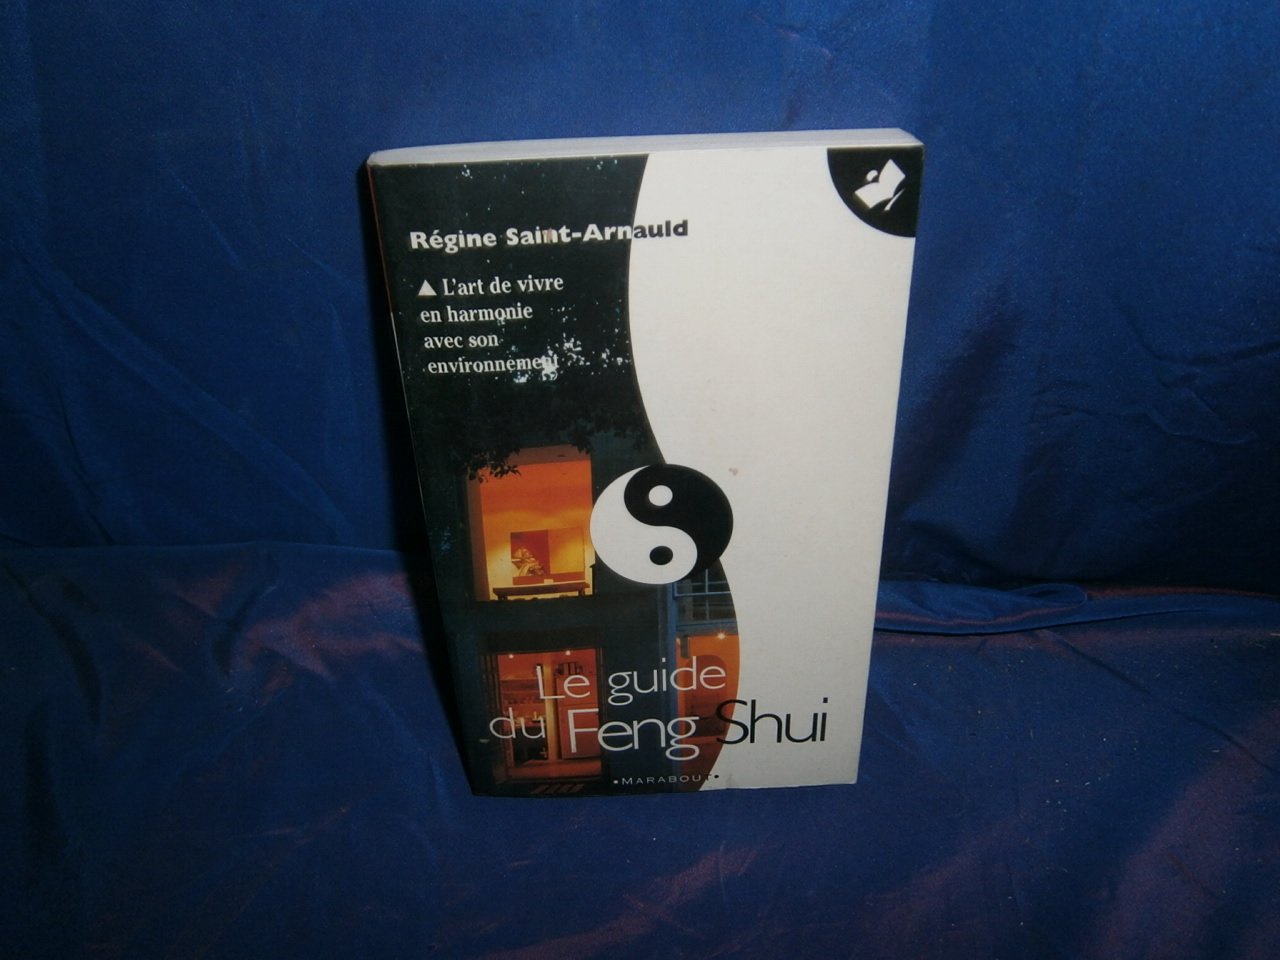 Régine Saint-Arnauld
▲ L'art de vivre
en harmonie
avec son
environnement
Le guide
du Feng Shui
•MARABOUT•